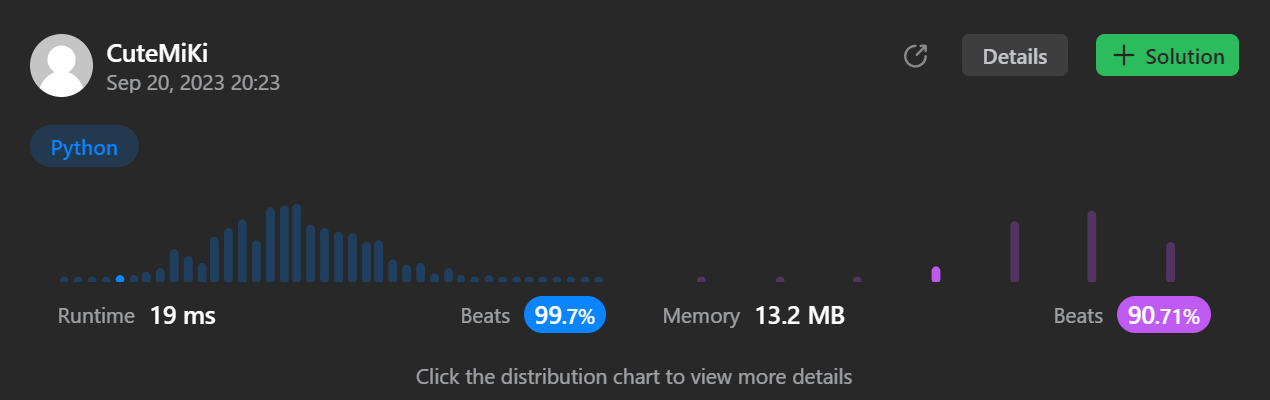 CuteMiKi
Sep 20, 2023 20:23
Details
+ Solution
Python
Runtime 19 ms
Beats 99.7%
Memory 13.2 MB
Beats 90.71%
Click the distribution chart to view more details